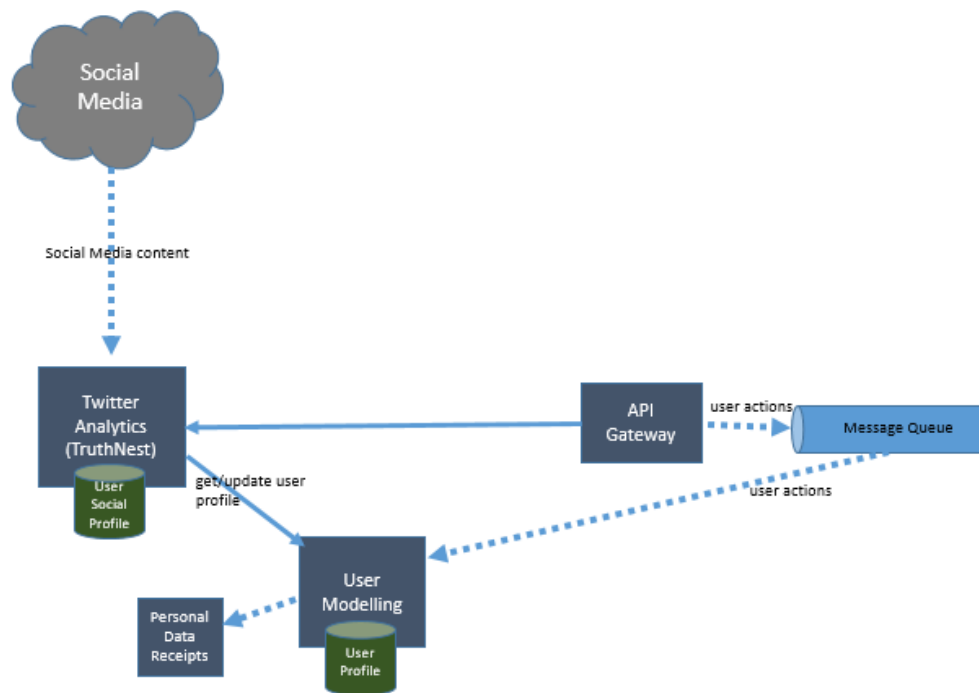 Social
Media
Social Media content
Twitter
Analytics
(TruthNest)
User
Social
Profile
API
Gateway
user actions
Message Queue
user actions
get/update user
profile
User
Modelling
User
Profile
Personal
Data
Receipts